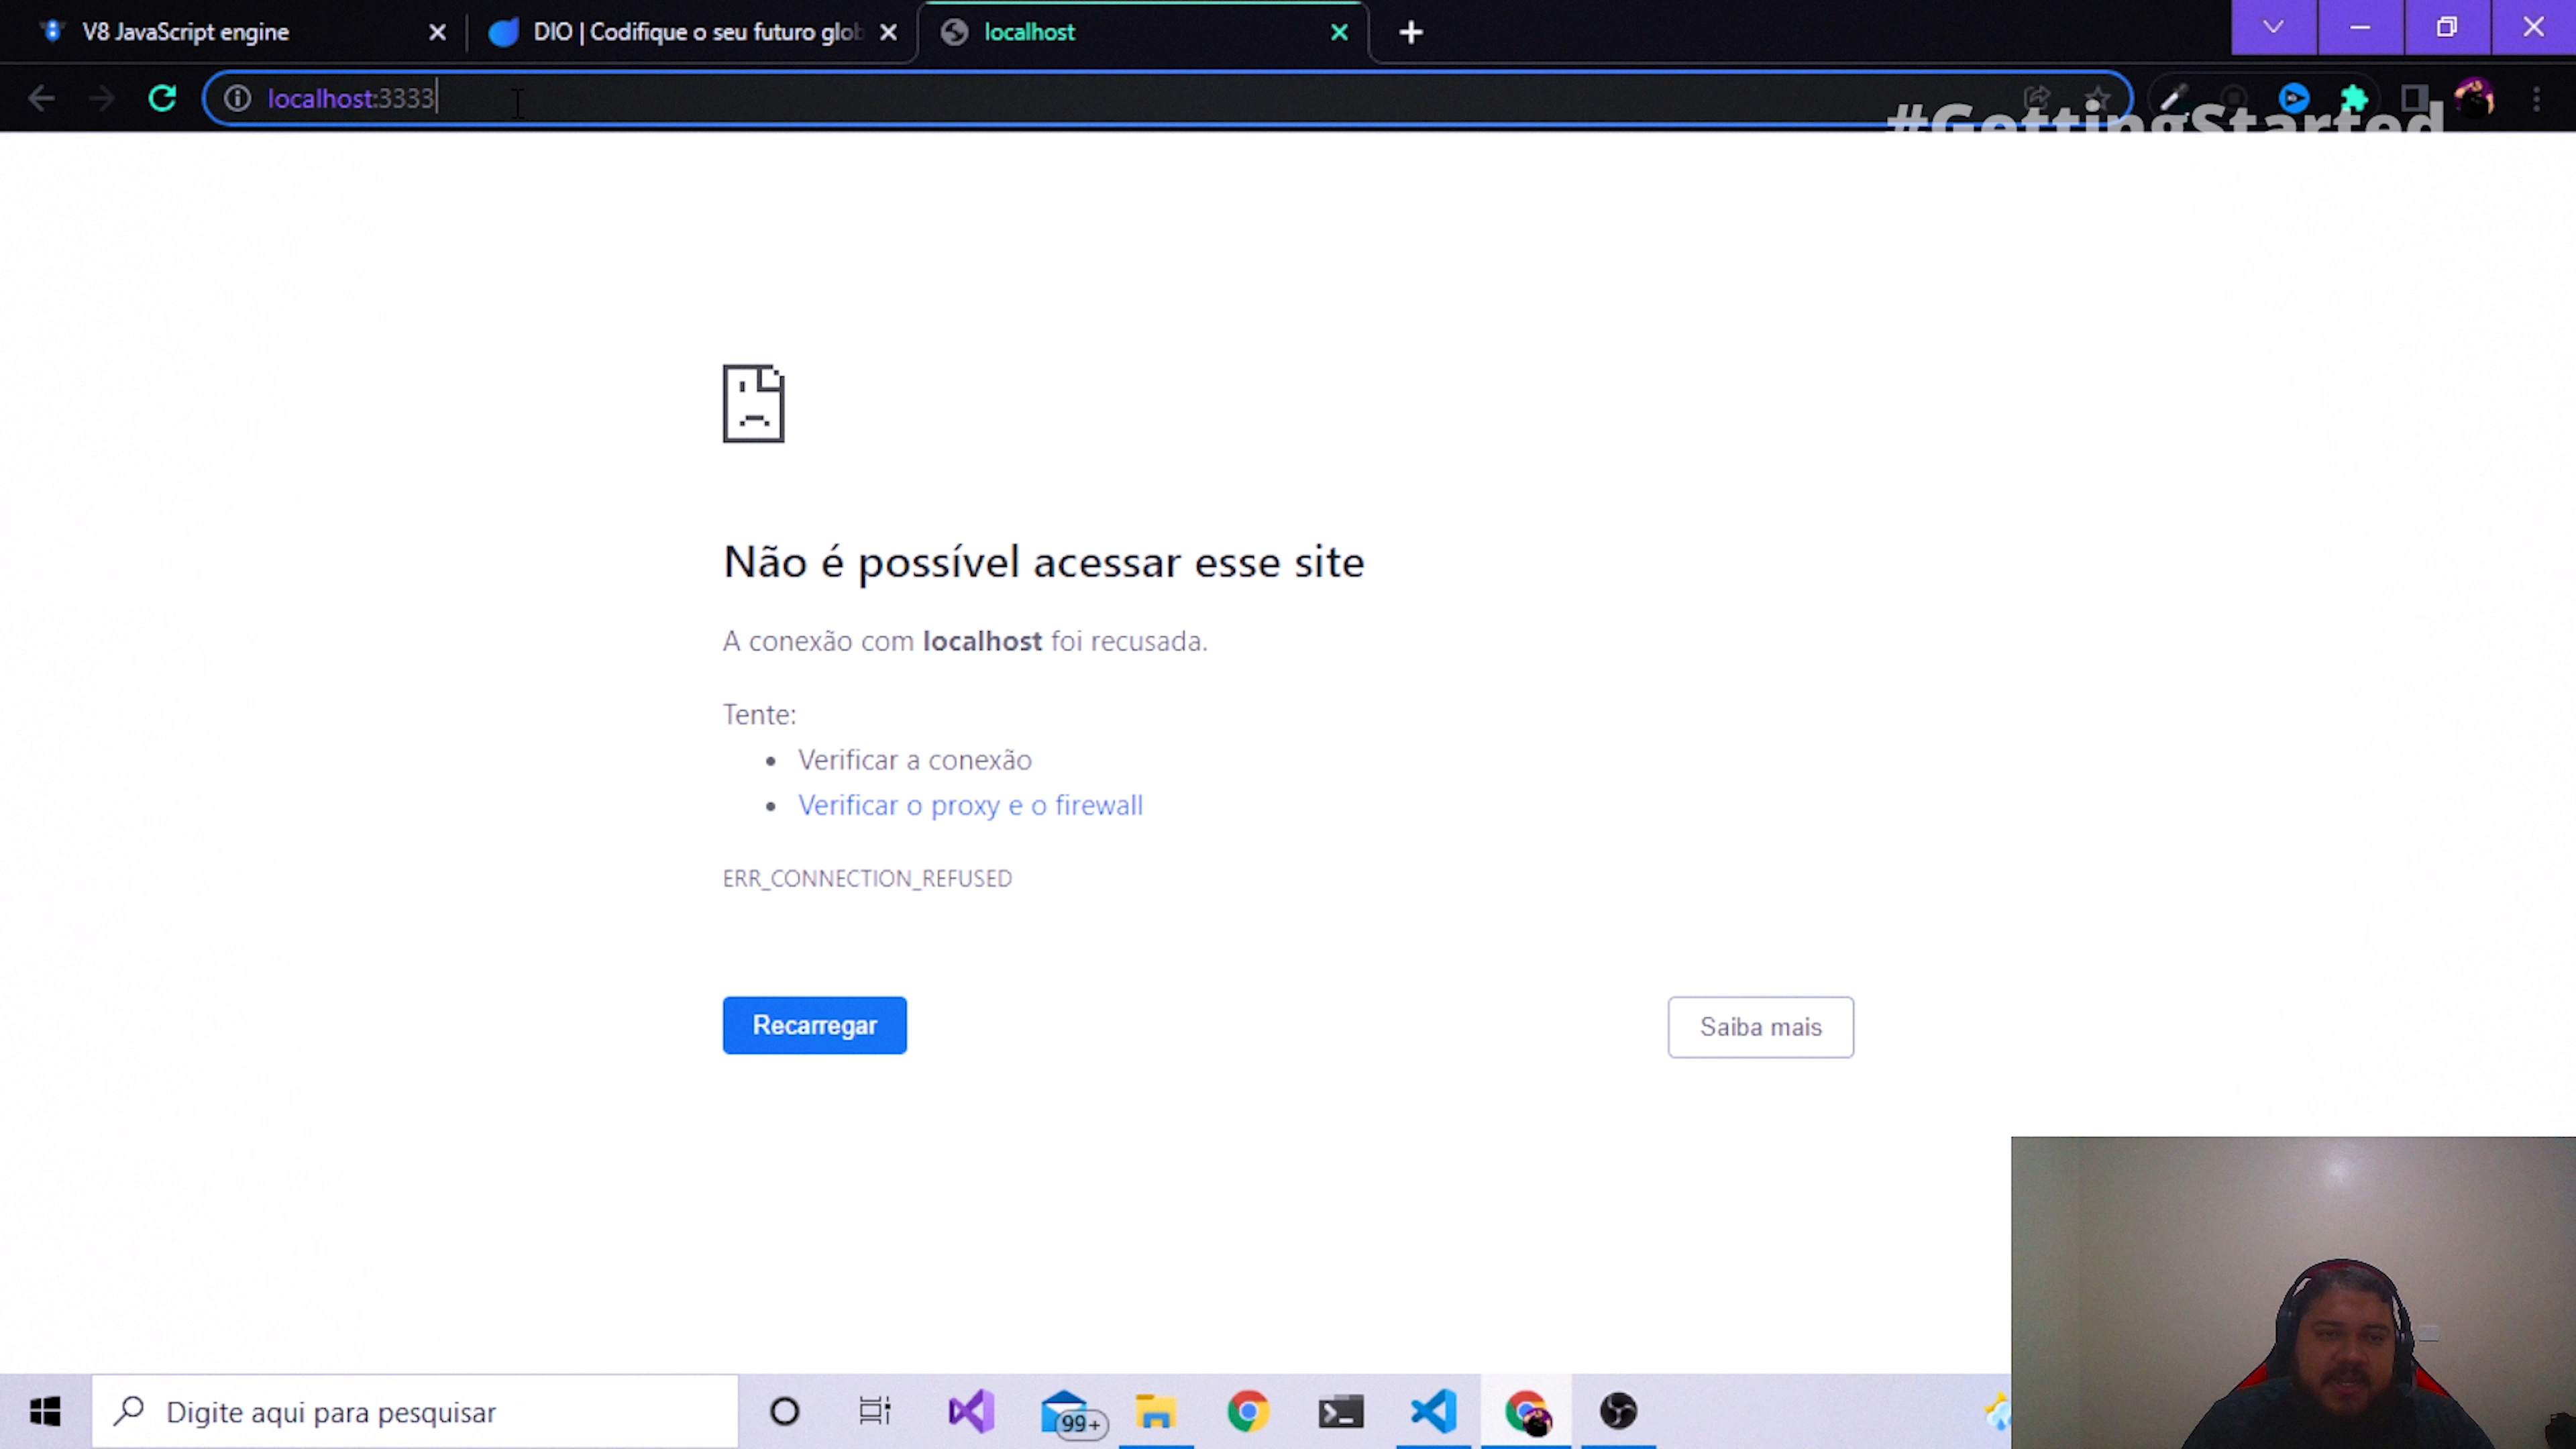 V8 JavaScript engine
DIO | Codifique o seu futuro glob
localhost
localhost:3333
#GettingStarted
Não é possível acessar esse site
A conexão com localhost foi recusada.
Tente:
• Verificar a conexão
• Verificar o proxy e o firewall
ERR_CONNECTION_REFUSED
Recarregar
Saiba mais
Digite aqui para pesquisar
99+